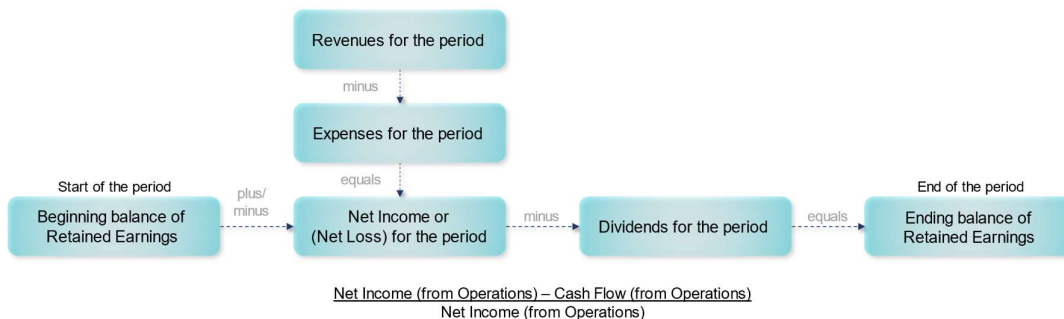 Revenues for the period
minus
Expenses for the period
equals
Start of the period
Beginning balance of
Retained Earnings
plus/
minus
Net Income or
(Net Loss) for the period
minus
Dividends for the period
equals
End of the period
Ending balance of
Retained Earnings
Net Income (from Operations) – Cash Flow (from Operations)
Net Income (from Operations)